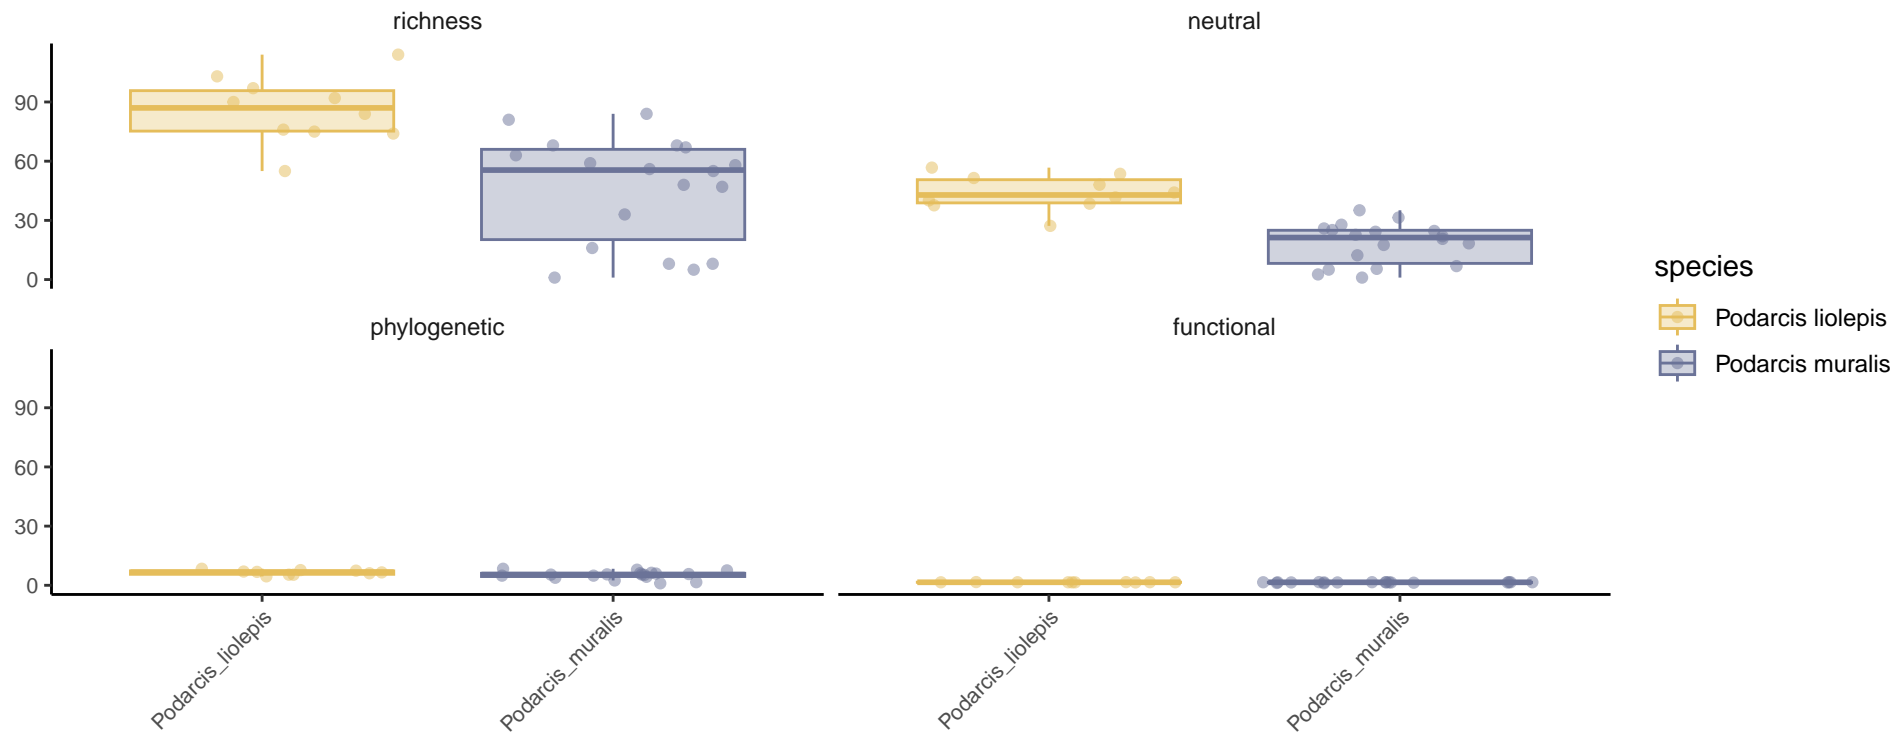 richness
neutral
90
60
30
0
phylogenetic
functional
90
60
30
0
Podarcis_liolepis
Podarcis_muralis
Podarcis_liolepis
Podarcis_muralis
species
Podarcis liolepis
Podarcis muralis